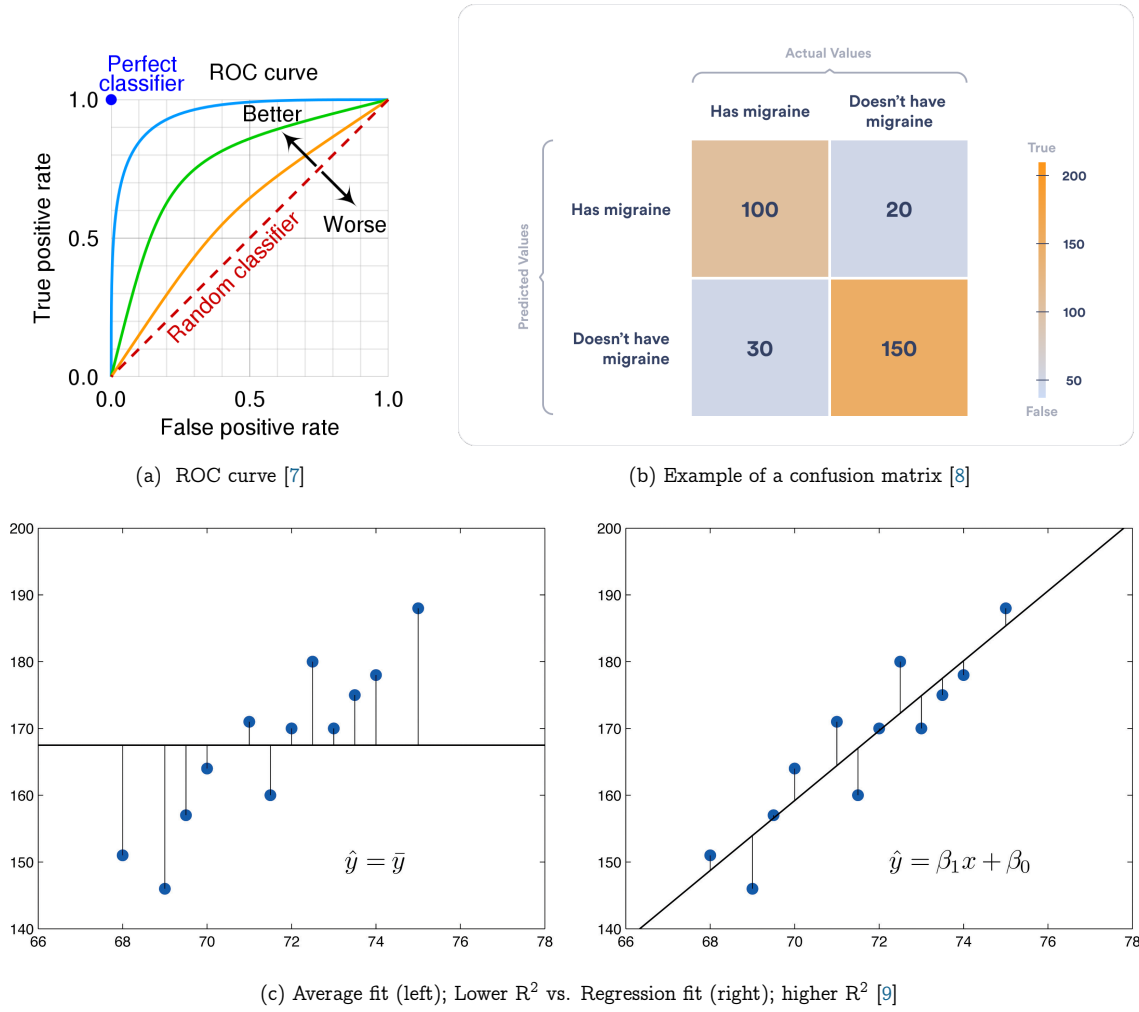 Perfect
classifier
ROC curve
1.0
Better
0.5
Worse
Random classifier
True positive rate
0.0
0.0 0.5 1.0
False positive rate
(a) ROC curve [7]
Actual Values
Has migraine
Doesn't have
migraine
Predicted Values
Has migraine
100 20
Doesn't have
migraine
30 150
True
200
150
100
50
False
(b) Example of a confusion matrix [8]
200
190
180
170
160
150
140
66 68 70 72 74 76 78
ŷ = ȳ
200
190
180
170
160
150
140
66 68 70 72 74 76 78
ŷ = β₁x + β₀
(c) Average fit (left); Lower R² vs. Regression fit (right); higher R² [9]